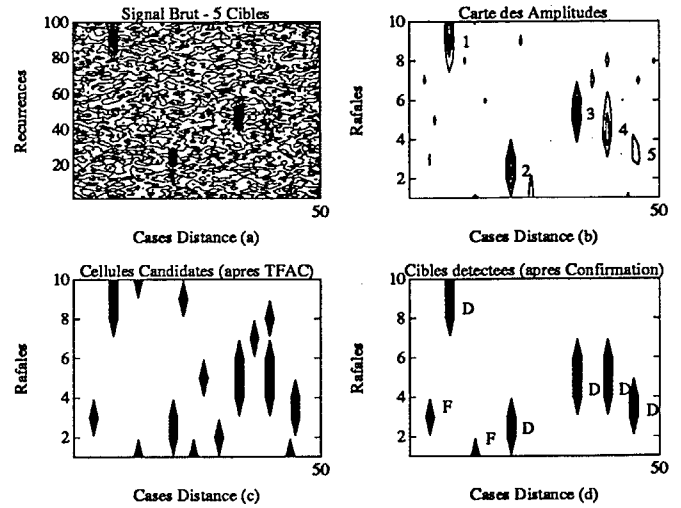 Signal Brut - 5 Cibles
100
80
60
40
20
Recurrences
50
Cases Distance (a)
Carte des Amplitudes
10
8
6
4
2
Rafales
1
2
3
4
5
50
Cases Distance (b)
Cellules Candidates (apres TFAC)
10
8
6
4
2
Rafales
50
Cases Distance (c)
Cibles detectees (apres Confirmation)
10
8
6
4
2
Rafales
D
F
F
D
D
D
D
50
Cases Distance (d)